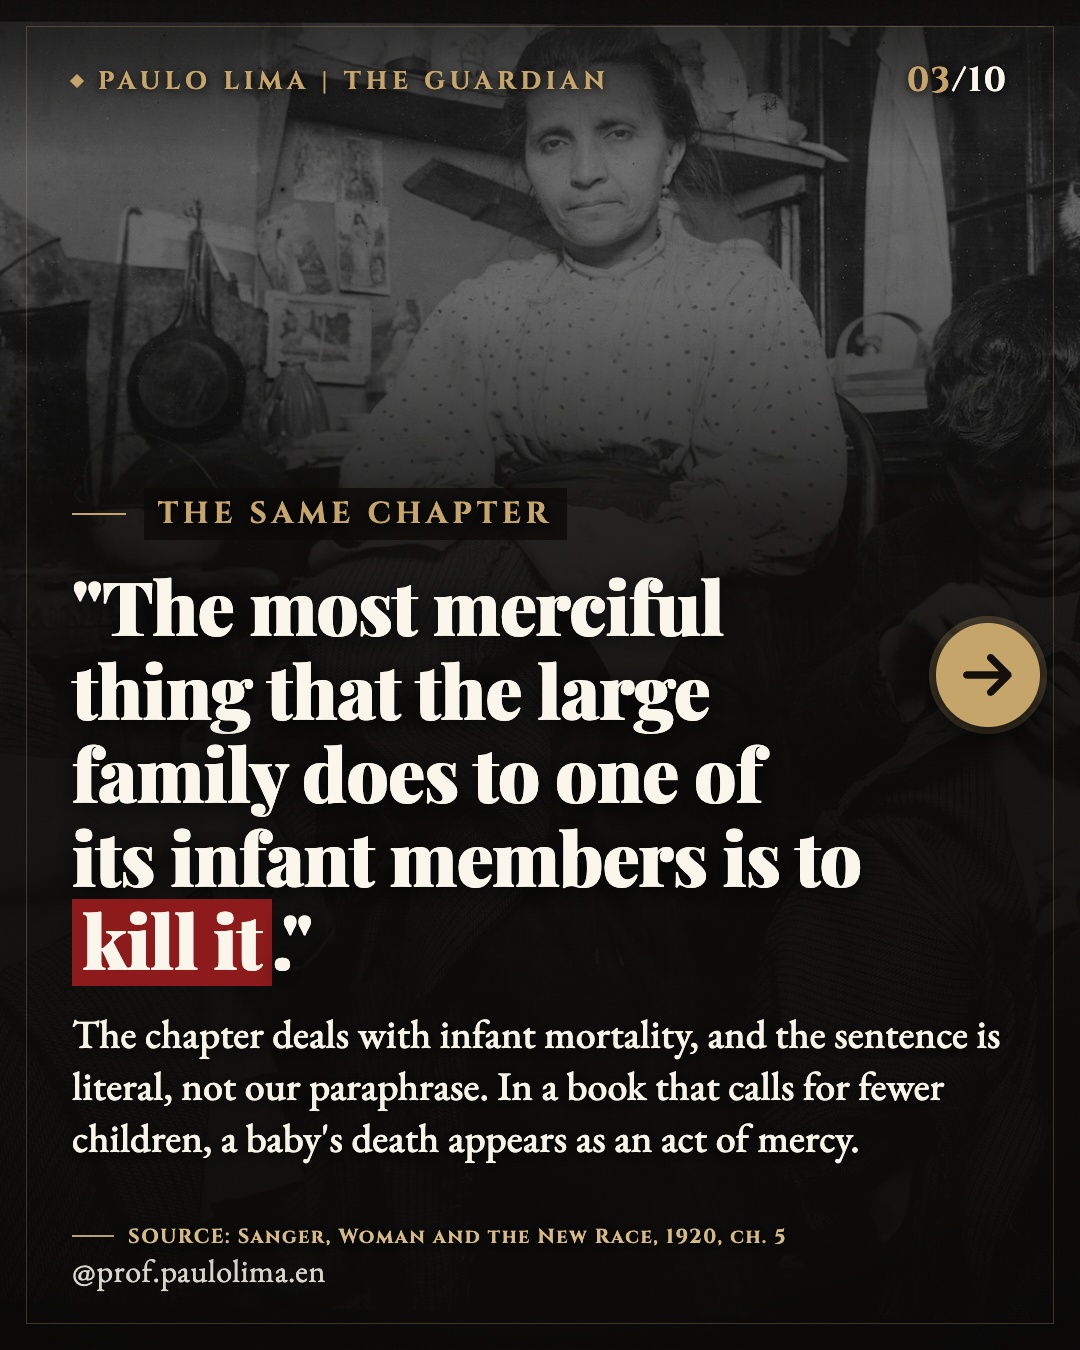 ◆ PAULO LIMA | THE GUARDIAN
03/10
THE SAME CHAPTER
"The most merciful
thing that the large
family does to one of
its infant members is to
kill it."
The chapter deals with infant mortality, and the sentence is
literal, not our paraphrase. In a book that calls for fewer
children, a baby's death appears as an act of mercy.
SOURCE: Sanger, Woman and the New Race, 1920, ch. 5
@prof.paulolima.en